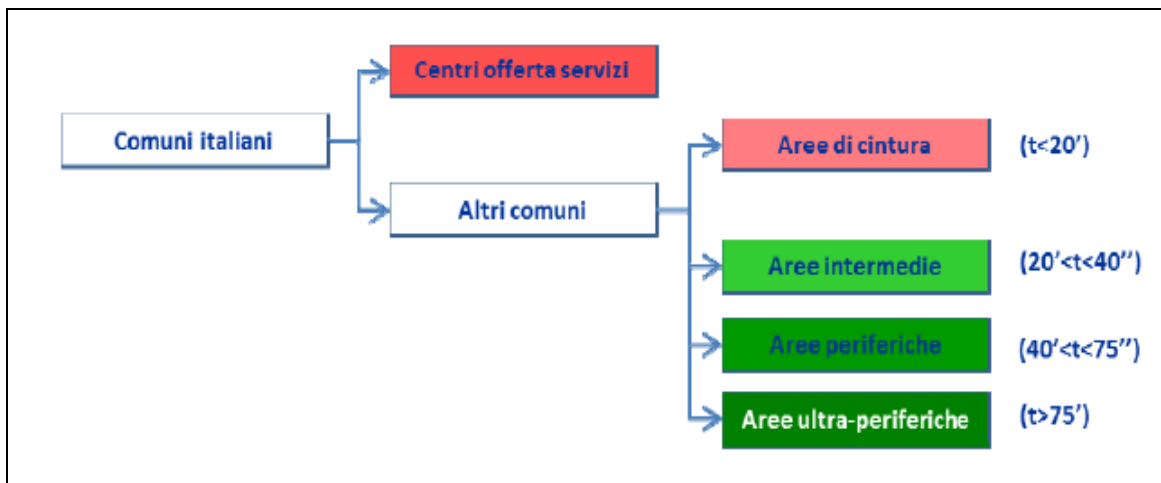 Centri offerta servizi
Comuni italiani
Aree di cintura (t<20')
Altri comuni
Aree intermedie (20'<t<40'')
Aree periferiche (40'<t<75'')
Aree ultra-periferiche (t>75')